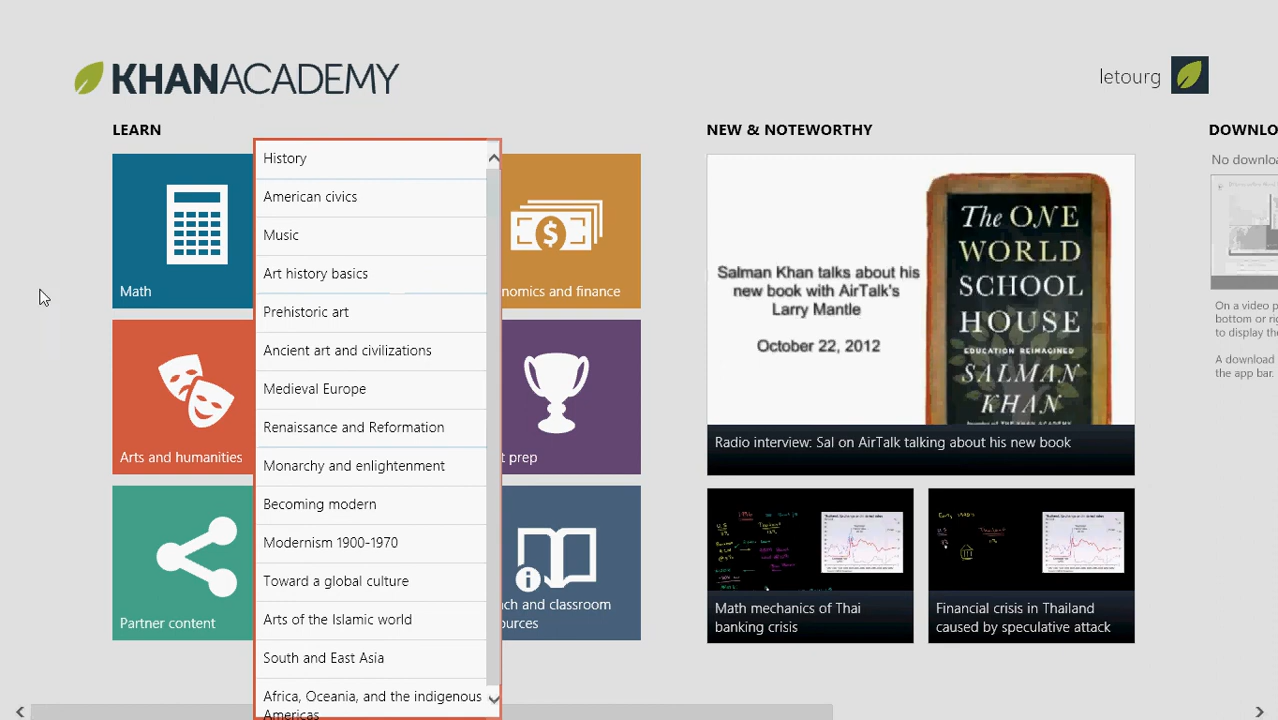 KHANACADEMY
letourg
LEARN
Math
Arts and humanities
Partner content
History
American civics
Music
Art history basics
Prehistoric art
Ancient art and civilizations
Medieval Europe
Renaissance and Reformation
Monarchy and enlightenment
Becoming modern
Modernism 1900-1970
Toward a global culture
Arts of the Islamic world
South and East Asia
Africa, Oceania, and the indigenous
Americas
nomics and finance
t prep
ch and classroom
ources
NEW & NOTEWORTHY
Salman Khan talks about his
new book with AirTalk's
Larry Mantle
October 22, 2012
The ONE
WORLD
SCHOOL
HOUSE
EDUCATION REIMAGINED
SALMAN
KHAN
Radio interview: Sal on AirTalk talking about his new book
Math mechanics of Thai
banking crisis
Financial crisis in Thailand
caused by speculative attack
DOWNLO
No downloa
On a video p
bottom or ri
to display the
A download
the app bar.